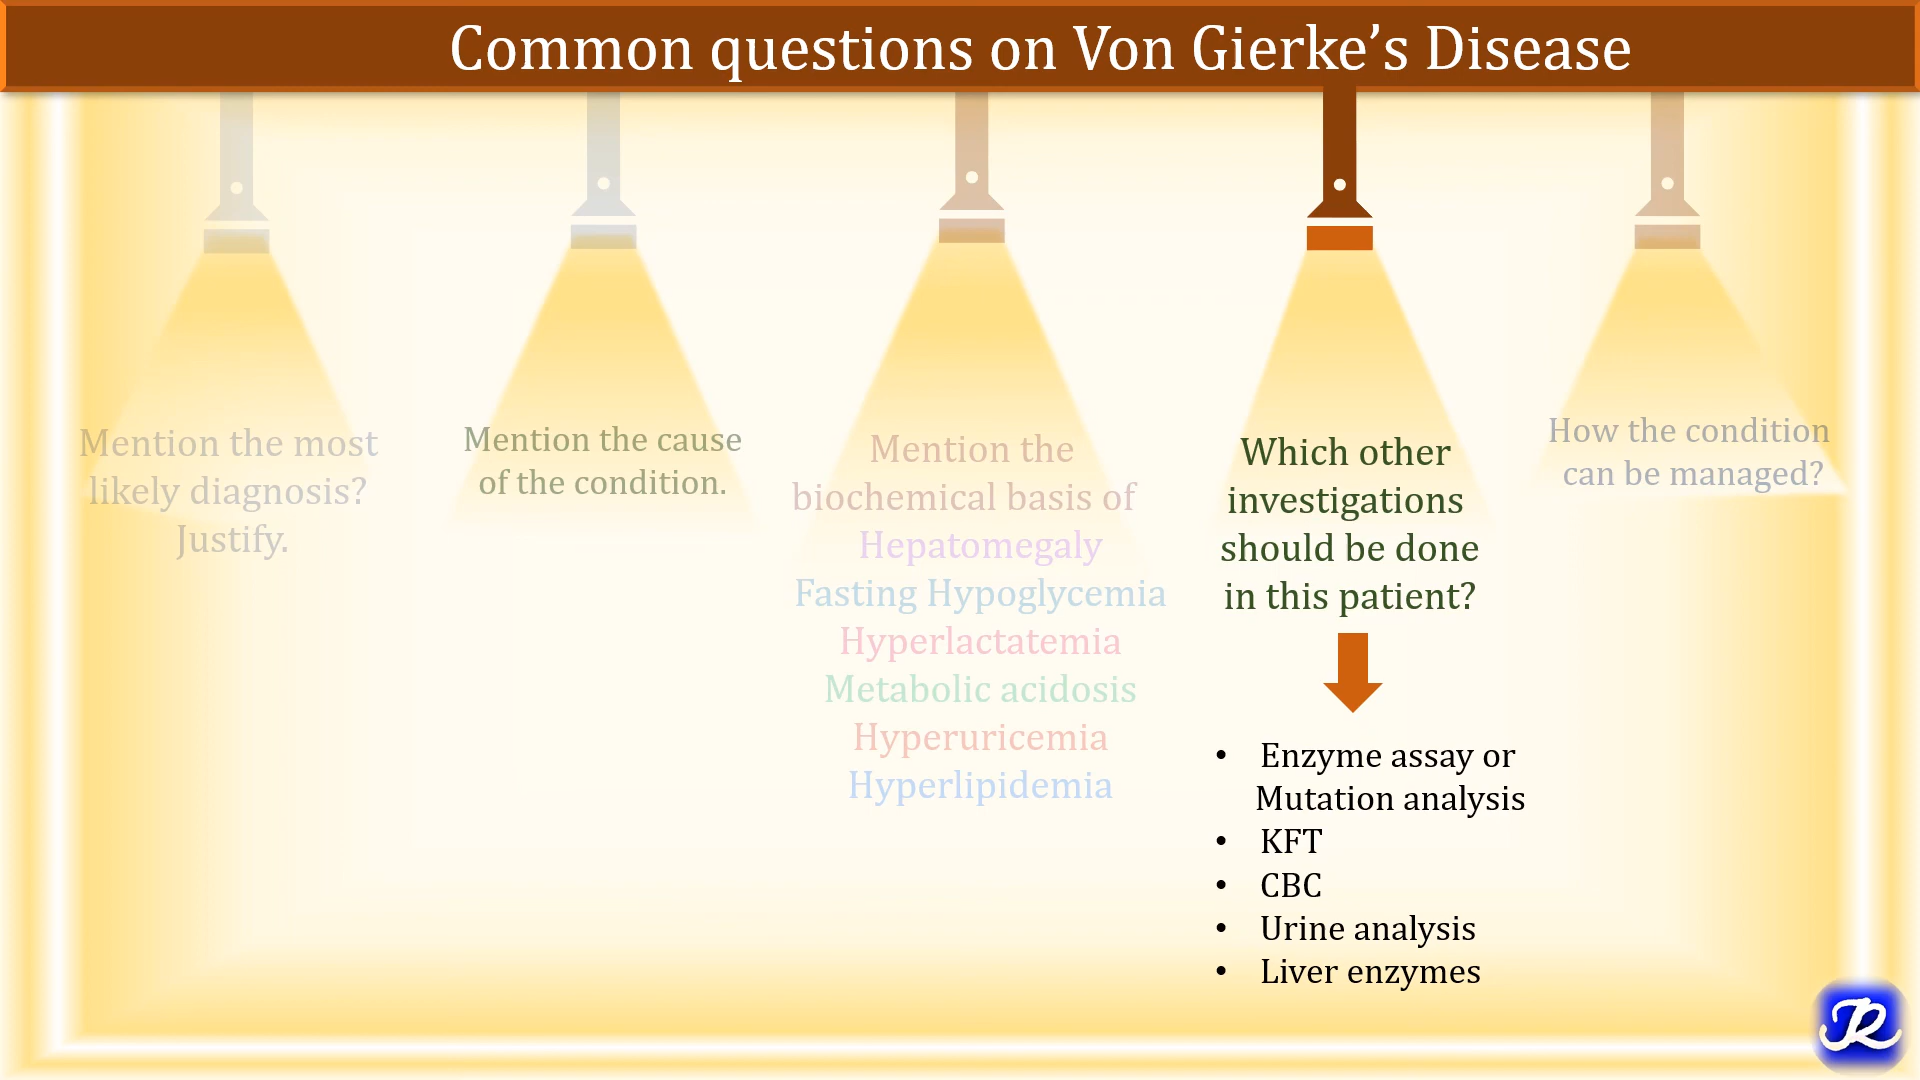 Common questions on Von Gierke’s Disease
Mention the most
likely diagnosis?
Justify.
Mention the cause
of the condition.
Mention the
biochemical basis of
Hepatomegaly
Fasting Hypoglycemia
Hyperlactatemia
Metabolic acidosis
Hyperuricemia
Hyperlipidemia
Which other
investigations
should be done
in this patient?
• Enzyme assay or
Mutation analysis
• KFT
• CBC
• Urine analysis
• Liver enzymes
How the condition
can be managed?
R